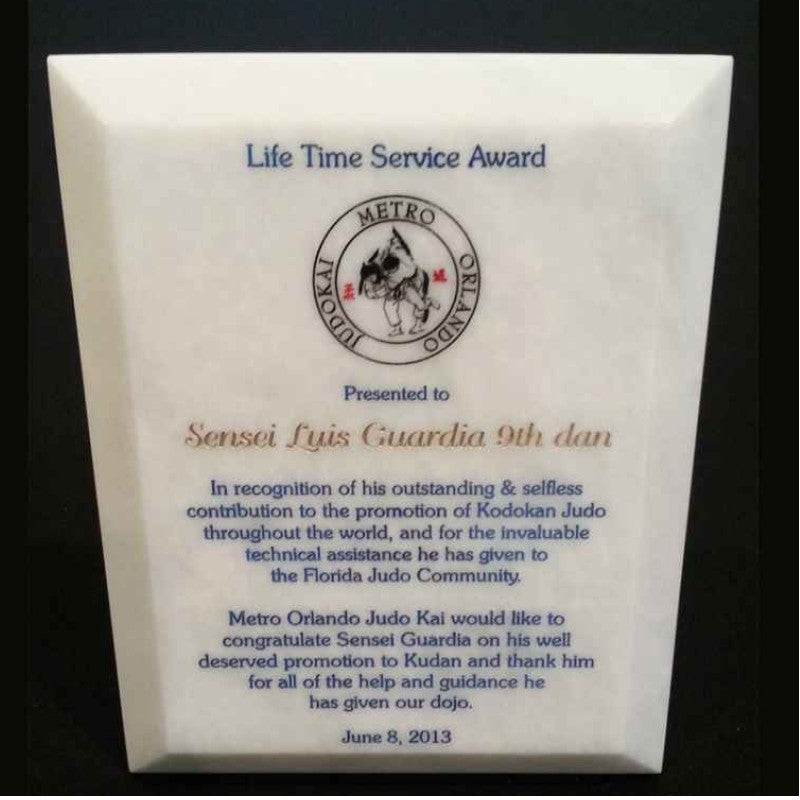 Life Time Service Award
METRO
ORLANDO
JUDOKAI
Presented to
Sensei Luis Guardia 9th dan
In recognition of his outstanding & selfless
contribution to the promotion of Kodokan Judo
throughout the world, and for the invaluable
technical assistance he has given to
the Florida Judo Community.
Metro Orlando Judo Kai would like to
congratulate Sensei Guardia on his well
deserved promotion to Kudan and thank him
for all of the help and guidance he
has given our dojo.
June 8, 2013